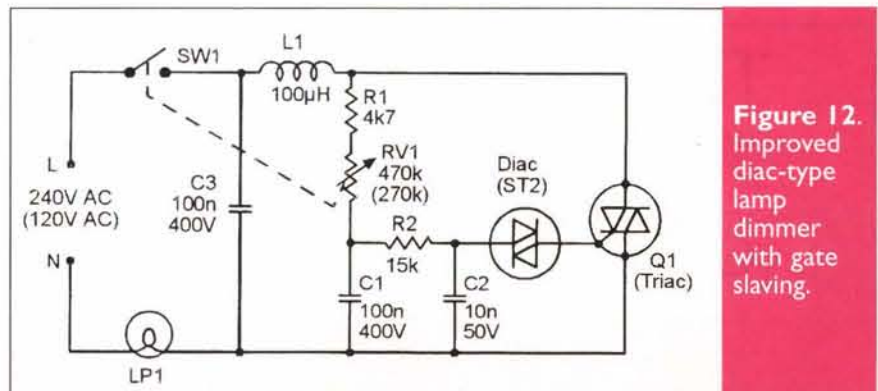 SW1
L1
100µH
R1
4k7
RV1
470k
(270k)
L
240V AC
(120V AC)
N
C3
100n
400V
R2
15k
C1
100n
400V
C2
10n
50V
Diac
(ST2)
Q1
(Triac)
LP1
Figure 12.
Improved
diac-type
lamp
dimmer
with gate
slaving.